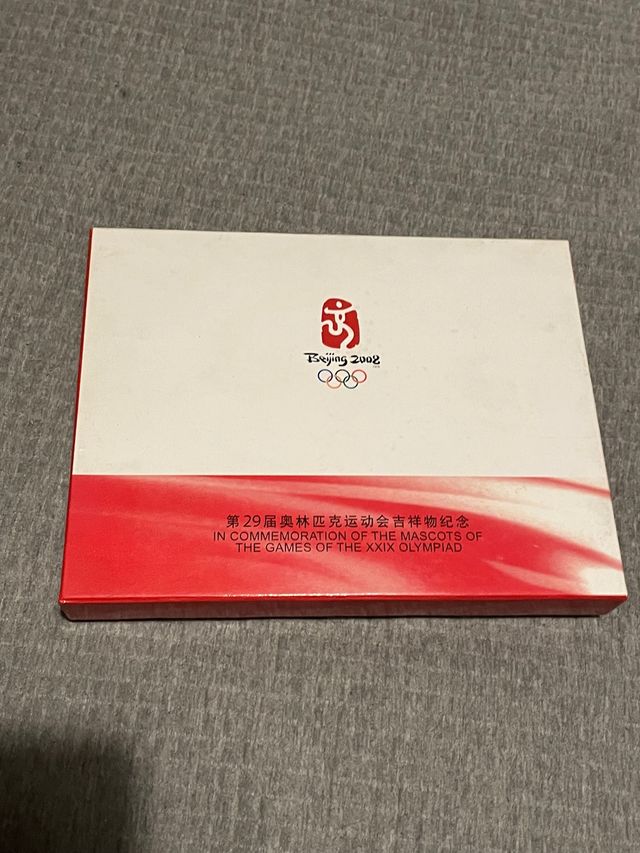 Beijing 2008
第29届奥林匹克运动会吉祥物纪念
IN COMMEMORATION OF THE MASCOTS OF
THE GAMES OF THE XXIX OLYMPIAD